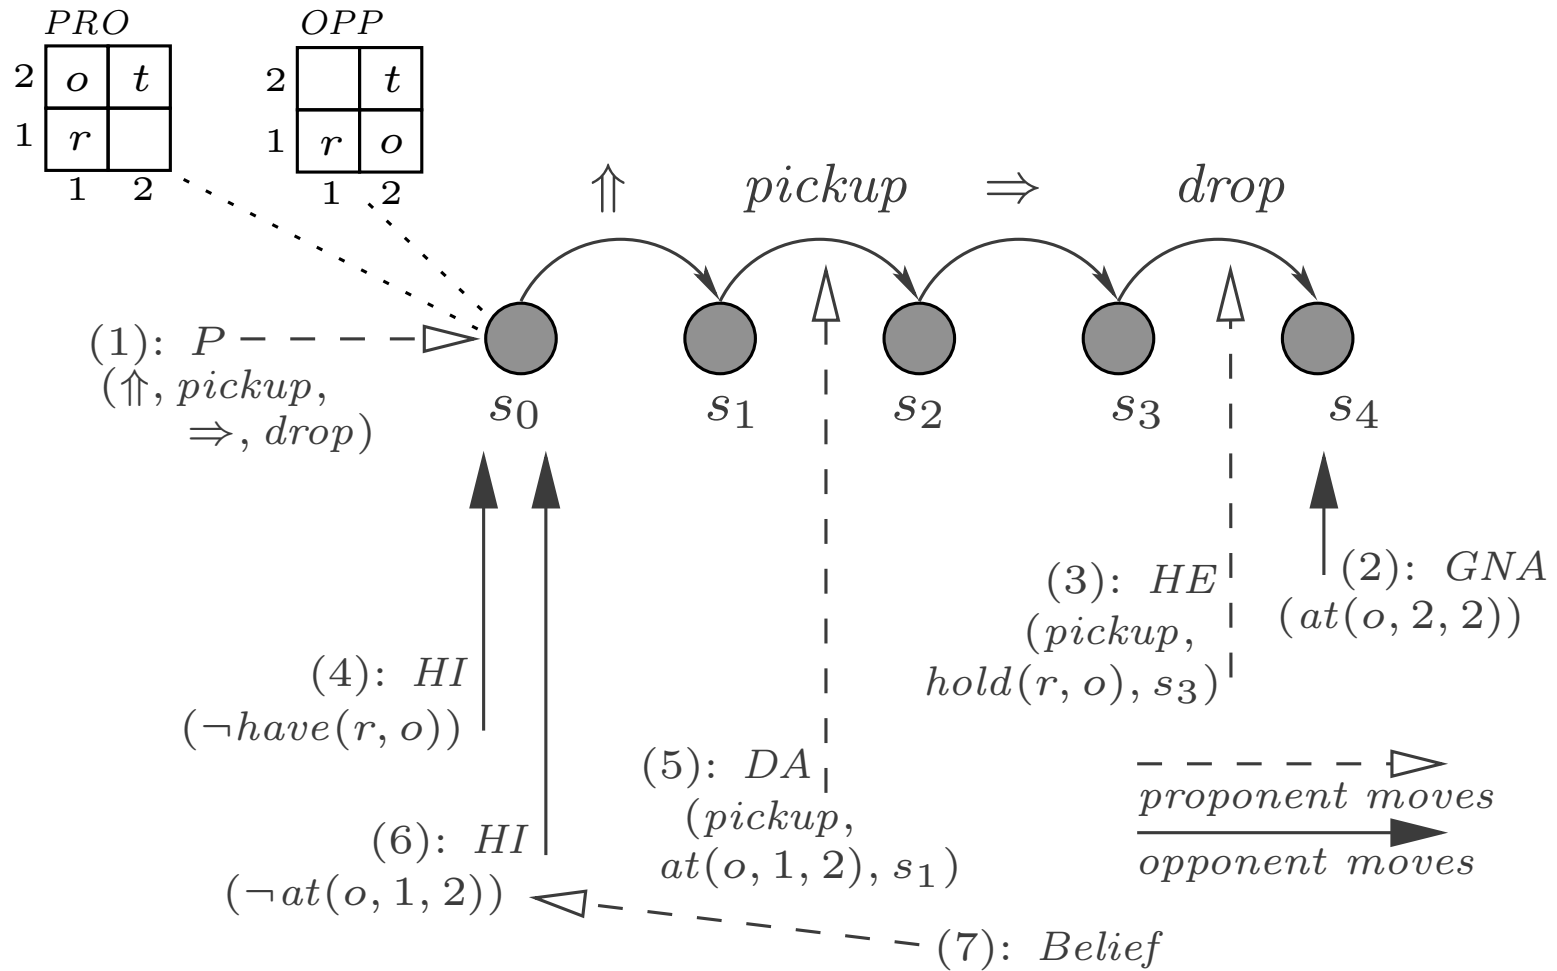 PRO OPP
2 o t
1 r
1 2
2 t
1 r o
1 2
⇑ pickup ⇒ drop
(1): P
(⇑, pickup,
⇒, drop)
s0 s1 s2 s3 s4
(2): GNA
(at(o, 2, 2))
(3): HE
(pickup,
hold(r, o), s3)
(4): HI
(¬have(r, o))
(5): DA
(pickup,
at(o, 1, 2), s1)
(6): HI
(¬at(o, 1, 2))
(7): Belief
proponent moves
opponent moves